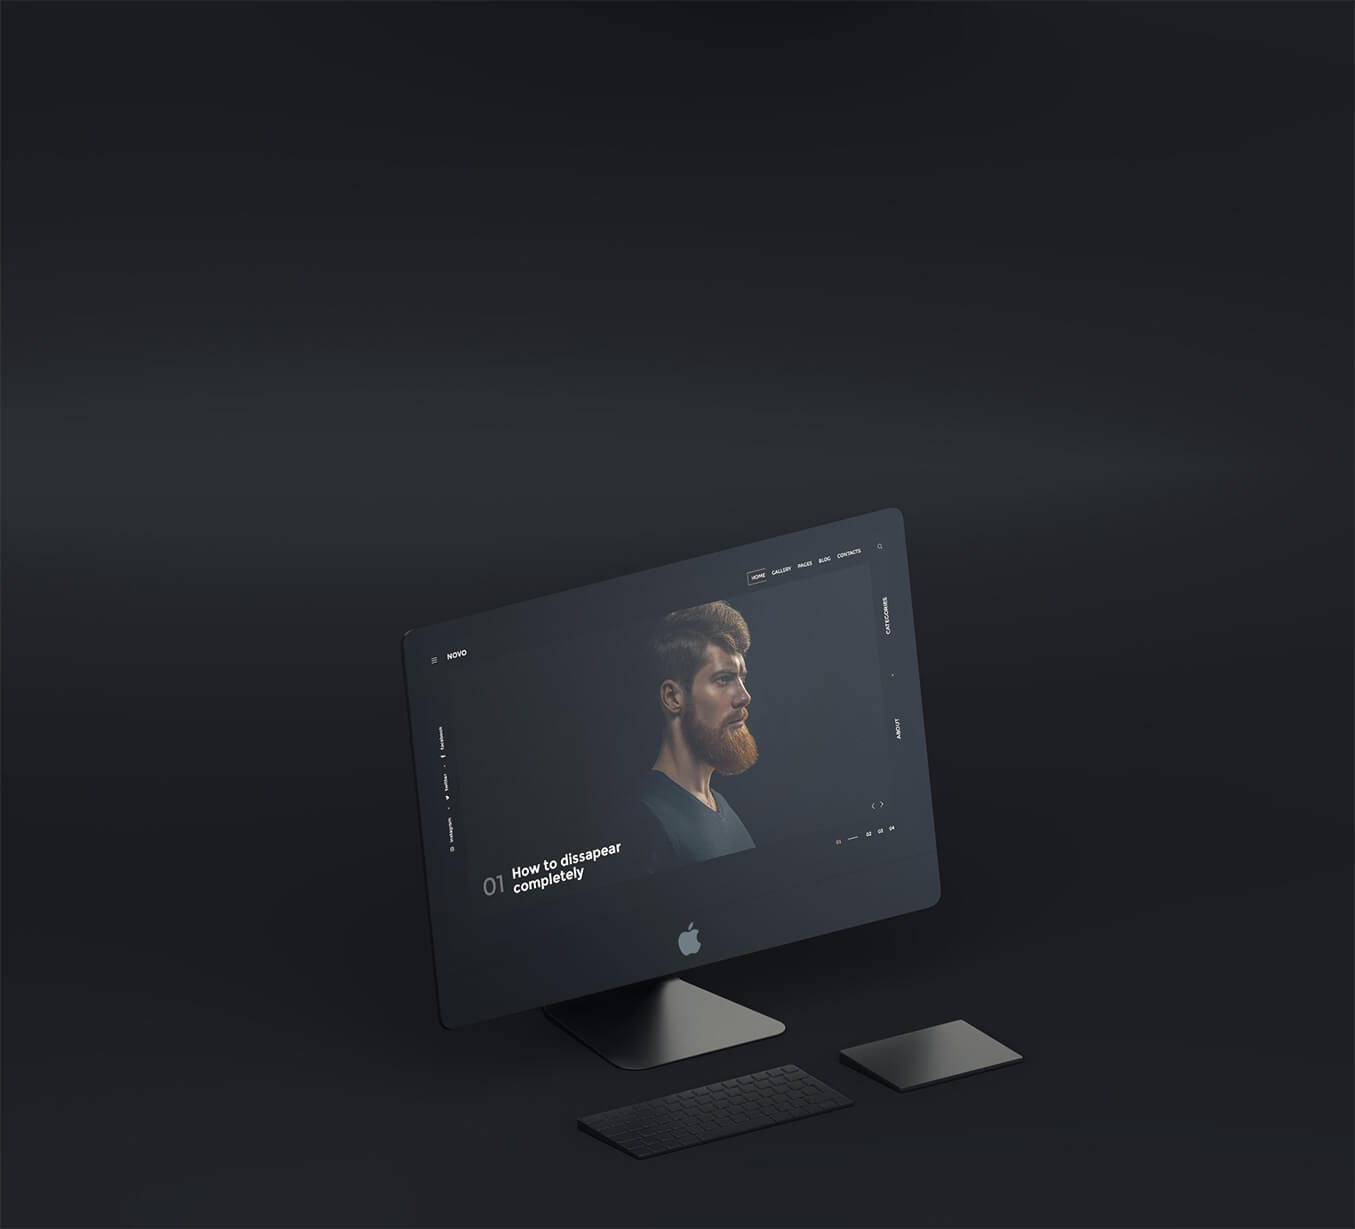 HOME GALLERY PAGES BLOG CONTACTS
NOVO
CATEGORIES
ABOUT
facebook
twitter
instagram
01 How to dissapear
completely
01 02 03 04